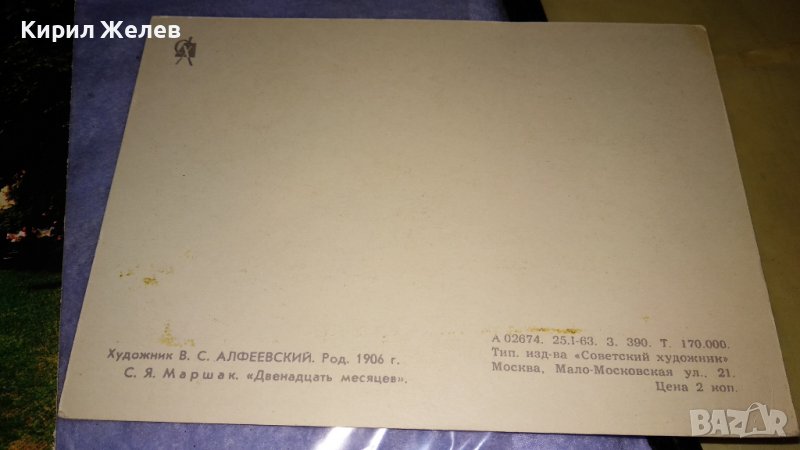 Кирил Желев
Художник В. С. АЛФЕЕВСКИЙ. Род. 1906 г.
С. Я. Маршак. «Двенадцать месяцев».
А 02674. 25.I-63. З. 390. Т. 170.000.
Тип. изд-ва «Советский художник»
Москва, Мало-Московская ул., 21.
Цена 2 коп.
BAZAR